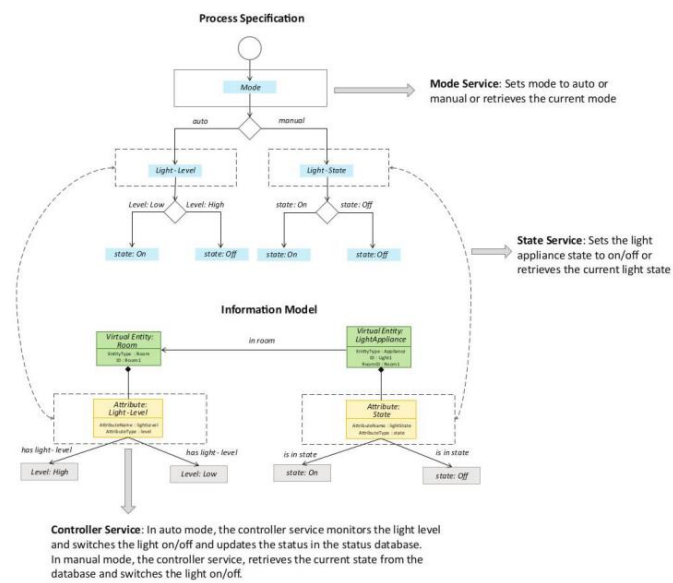 Process Specification
Mode
Mode Service: Sets mode to auto or
manual or retrieves the current mode
auto
manual
Light-Level
Light-State
Level: Low
Level: High
state: On
state: Off
state: On
state: Off
state: On
state: Off
State Service: Sets the light
appliance state to on/off or
retrieves the current light state
Information Model
Virtual Entity:
Room
EntityType : Room
ID : Room1
in room
Virtual Entity:
LightAppliance
EntityType : Appliance
ID : Light1
RoomID : Room1
Attribute:
Light-Level
AttributeName : lightLevel
AttributeType : level
Attribute:
State
AttributeName : lightState
AttributeType : state
has light-level
has light-level
is in state
is in state
Level: High
Level: Low
state: On
state: Off
Controller Service: In auto mode, the controller service monitors the light level
and switches the light on/off and updates the status in the status database.
In manual mode, the controller service, retrieves the current state from the
database and switches the light on/off.